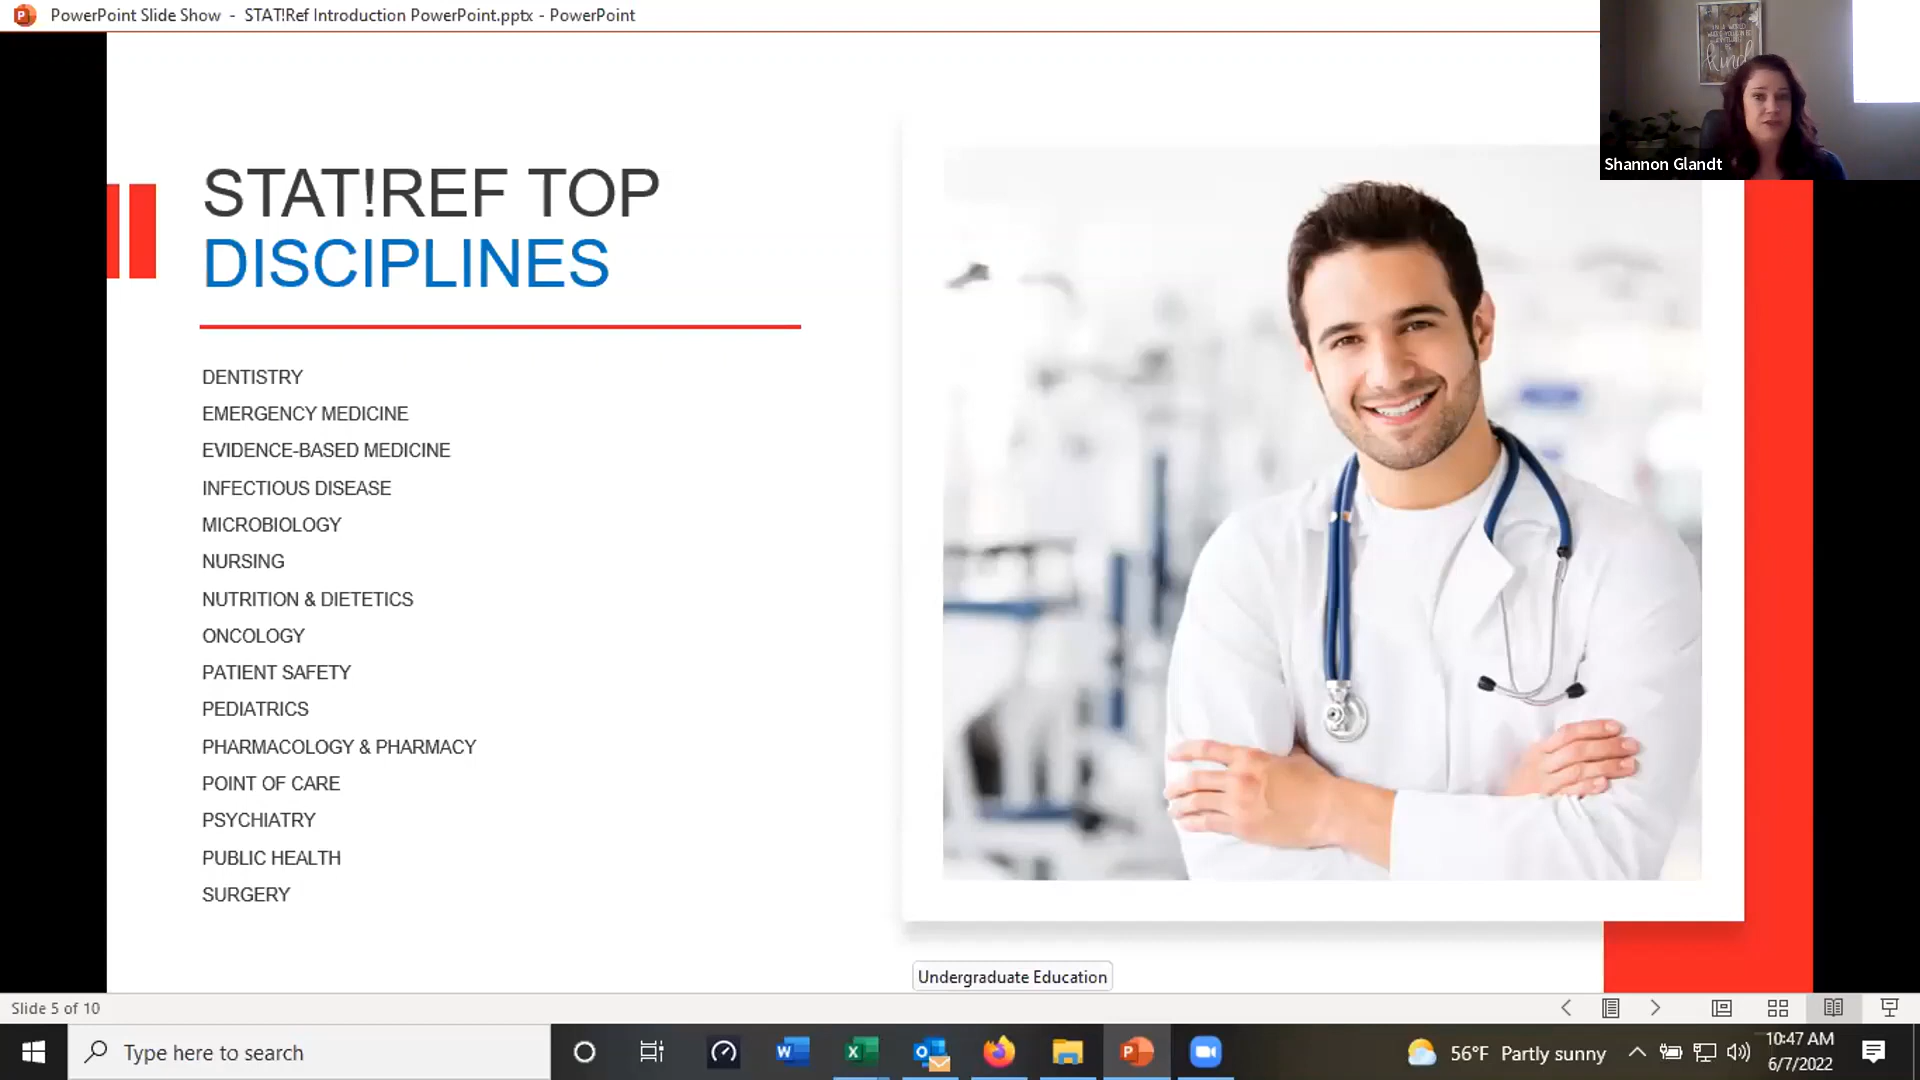 PowerPoint Slide Show - STAT!Ref Introduction PowerPoint.pptx - PowerPoint
kind
Shannon Glandt
STAT!REF TOP
DISCIPLINES
DENTISTRY
EMERGENCY MEDICINE
EVIDENCE-BASED MEDICINE
INFECTIOUS DISEASE
MICROBIOLOGY
NURSING
NUTRITION & DIETETICS
ONCOLOGY
PATIENT SAFETY
PEDIATRICS
PHARMACOLOGY & PHARMACY
POINT OF CARE
PSYCHIATRY
PUBLIC HEALTH
SURGERY
Undergraduate Education
Slide 5 of 10
Type here to search
56°F Partly sunny
10:47 AM
6/7/2022